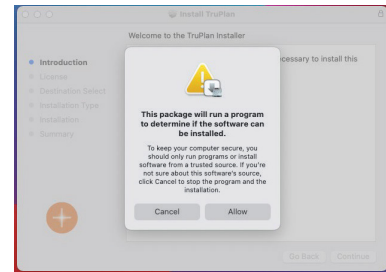 Install TruPlan
Welcome to the TruPlan Installer
Introduction
License
Destination Select
Installation Type
Installation
Summary
ecessary to install this
This package will run a program
to determine if the software can
be installed.
To keep your computer secure, you
should only run programs or install
software from a trusted source. If you're
not sure about this software's source,
click Cancel to stop the program and the
installation.
Cancel
Allow
Go Back
Continue